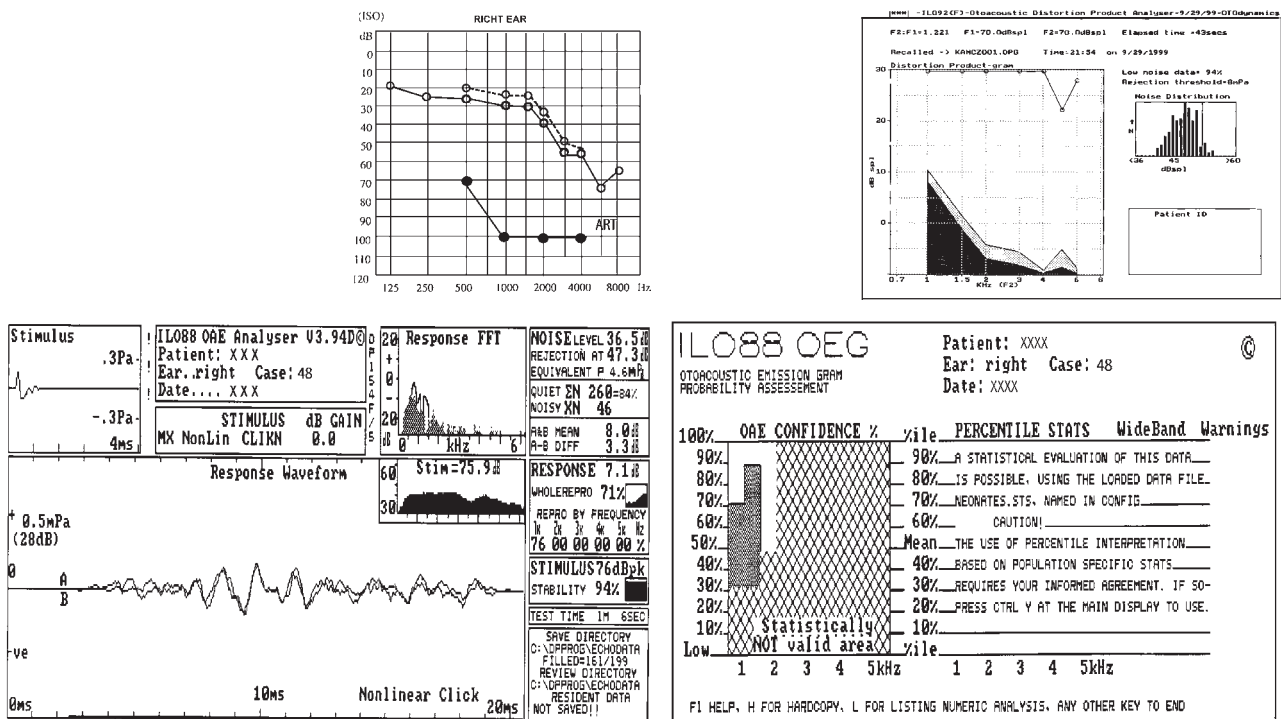 (ISO)
RICHT EAR
dB
0
10
20
30
40
50
60
70
80
90
100
110
120
ART
125 250 500 1000 2000 4000 8000 Hz
-ILO92(F)-Otoacoustic Distortion Product Analyser-9/29/99-OTOdynamics
F2:F1=1.221 F1=70.0dBspl F2=70.0dBspl Elapsed time =43secs
Recalled -> Time:21:54 on 9/29/1999
Distortion Product-gram
Low noise data= 94%
Rejection threshold=8mPa
Noise Distribution
30
20
0
dB spl
<36 45 >60
dBspl
Patient ID
0.7 1 1.5 2 3 4 6 8
KHz (F2)
Stimulus
.3Pa
-.3Pa
4ms
ILO88 OAE Analyser V3.94D©
Patient: XXX
Ear..right Case: 48
Date.... XXX
STIMULUS dB GAIN
MX NonLin CLIKN 0.0
20 Response FFT
+
0
-
20
dB 0 kHz 6
NOISE LEVEL 36.5dB
REJECTION AT 47.3dB
EQUIVALENT P 4.6mPa
QUIET ΣN 260=84%
NOISY XN 46
A&B MEAN 8.0dB
A-B DIFF 3.3dB
Response Waveform
60 Stim=75.9dB
30
RESPONSE 7.1dB
WHOLEREPRO 71%
REPRO BY FREQUENCY
1K 2K 3K 4K 5K Hz
76 00 00 00 00 %
STIMULUS 76dBpk
STABILITY 94%
TEST TIME 1M 6SEC
SAVE DIRECTORY
C:\DPPROG\ECHODATA
FILLED=161/199
REVIEW DIRECTORY
C:\DPPROG\ECHODATA
RESIDENT DATA
NOT SAVED!!
+ 0.5mPa
(28dB)
0
A
B
-ve
0ms 10ms Nonlinear Click 20ms
ILO88 OEG
OTOACOUSTIC EMISSION GRAM
PROBABILITY ASSESSMENT
Patient: XXXX
Ear: right Case: 48
Date: XXXX
©
100% OAE CONFIDENCE % %ile PERCENTILE STATS WideBand Warnings
90% 90% A STATISTICAL EVALUATION OF THIS DATA
80% 80% IS POSSIBLE, USING THE LOADED DATA FILE
70% 70% NEONATES.STS, NAMED IN CONFIG
60% 60% CAUTION!
50% Mean THE USE OF PERCENTILE INTERPRETATION
40% 40% BASED ON POPULATION SPECIFIC STATS
30% 30% REQUIRES YOUR INFORMED AGREEMENT. IF SO-
20% 20% PRESS CTRL Y AT THE MAIN DISPLAY TO USE.
10% Statistically 10%
Low NOT valid area %ile
1 2 3 4 5kHz 1 2 3 4 5kHz
F1 HELP, H FOR HARDCOPY, L FOR LISTING NUMERIC ANALYSIS, ANY OTHER KEY TO END